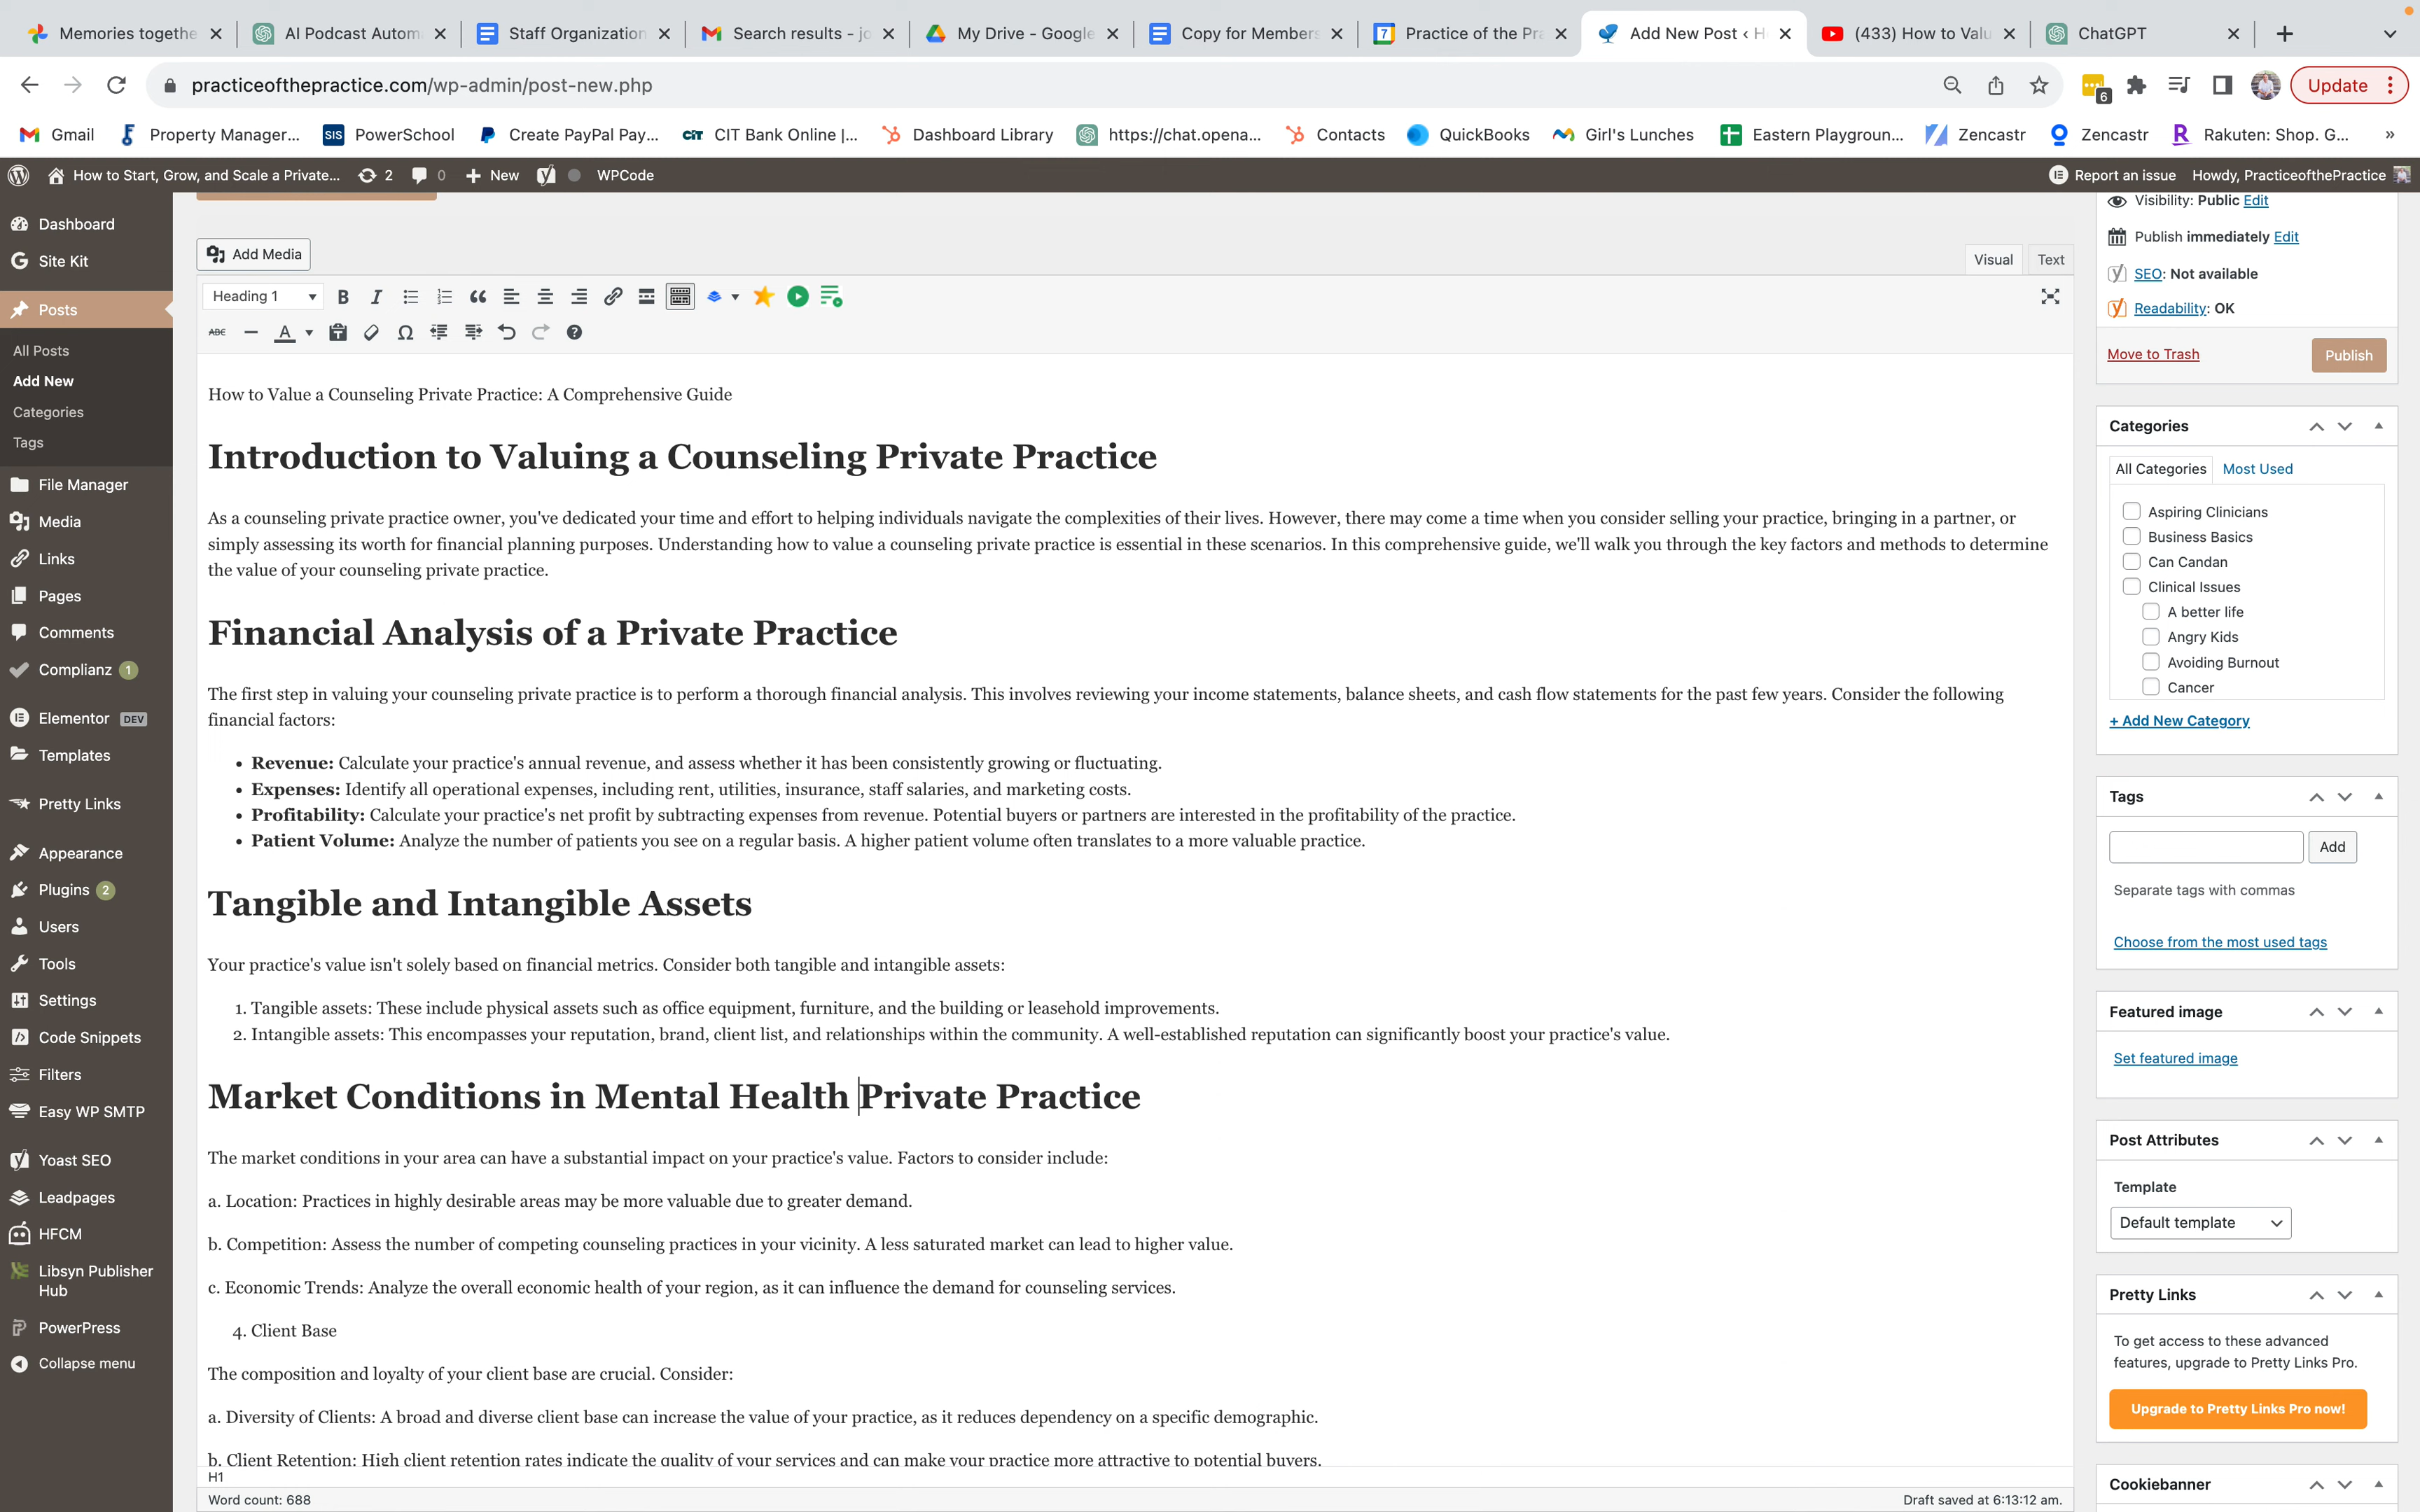 Memories togethe
AI Podcast Autom
Staff Organization
Search results - jo
My Drive - Google
Copy for Members
Practice of the Pra
Add New Post ‹ H
(433) How to Valu
ChatGPT
practiceofthepractice.com/wp-admin/post-new.php
6
Update
Gmail
Property Manager...
SIS PowerSchool
Create PayPal Pay...
CIT CIT Bank Online |...
Dashboard Library
https://chat.opena...
Contacts
QuickBooks
Girl's Lunches
Eastern Playgroun...
Zencastr
Zencastr
Rakuten: Shop. G...
»
How to Start, Grow, and Scale a Private...
2
0
New
WPCode
Report an issue
Howdy, PracticeofthePractice
Dashboard
Site Kit
Posts
All Posts
Add New
Categories
Tags
File Manager
Media
Links
Pages
Comments
Complianz 1
Elementor DEV
Templates
Pretty Links
Appearance
Plugins 2
Users
Tools
Settings
Code Snippets
Filters
Easy WP SMTP
Yoast SEO
Leadpages
HFCM
Libsyn Publisher
Hub
PowerPress
Collapse menu
Add Media
Visual
Text
Heading 1
How to Value a Counseling Private Practice: A Comprehensive Guide
Introduction to Valuing a Counseling Private Practice
As a counseling private practice owner, you've dedicated your time and effort to helping individuals navigate the complexities of their lives. However, there may come a time when you consider selling your practice, bringing in a partner, or
simply assessing its worth for financial planning purposes. Understanding how to value a counseling private practice is essential in these scenarios. In this comprehensive guide, we'll walk you through the key factors and methods to determine
the value of your counseling private practice.
Financial Analysis of a Private Practice
The first step in valuing your counseling private practice is to perform a thorough financial analysis. This involves reviewing your income statements, balance sheets, and cash flow statements for the past few years. Consider the following
financial factors:
• Revenue: Calculate your practice's annual revenue, and assess whether it has been consistently growing or fluctuating.
• Expenses: Identify all operational expenses, including rent, utilities, insurance, staff salaries, and marketing costs.
• Profitability: Calculate your practice's net profit by subtracting expenses from revenue. Potential buyers or partners are interested in the profitability of the practice.
• Patient Volume: Analyze the number of patients you see on a regular basis. A higher patient volume often translates to a more valuable practice.
Tangible and Intangible Assets
Your practice's value isn't solely based on financial metrics. Consider both tangible and intangible assets:
1. Tangible assets: These include physical assets such as office equipment, furniture, and the building or leasehold improvements.
2. Intangible assets: This encompasses your reputation, brand, client list, and relationships within the community. A well-established reputation can significantly boost your practice's value.
Market Conditions in Mental Health Private Practice
The market conditions in your area can have a substantial impact on your practice's value. Factors to consider include:
a. Location: Practices in highly desirable areas may be more valuable due to greater demand.
b. Competition: Assess the number of competing counseling practices in your vicinity. A less saturated market can lead to higher value.
c. Economic Trends: Analyze the overall economic health of your region, as it can influence the demand for counseling services.
4. Client Base
The composition and loyalty of your client base are crucial. Consider:
a. Diversity of Clients: A broad and diverse client base can increase the value of your practice, as it reduces dependency on a specific demographic.
b. Client Retention: High client retention rates indicate the quality of your services and can make your practice more attractive to potential buyers.
H1
Word count: 688
Draft saved at 6:13:12 am.
Visibility: Public Edit
Publish immediately Edit
SEO: Not available
Readability: OK
Move to Trash
Publish
Categories
All Categories
Most Used
Aspiring Clinicians
Business Basics
Can Candan
Clinical Issues
A better life
Angry Kids
Avoiding Burnout
Cancer
+ Add New Category
Tags
Add
Separate tags with commas
Choose from the most used tags
Featured image
Set featured image
Post Attributes
Template
Default template
Pretty Links
To get access to these advanced
features, upgrade to Pretty Links Pro.
Upgrade to Pretty Links Pro now!
Cookiebanner